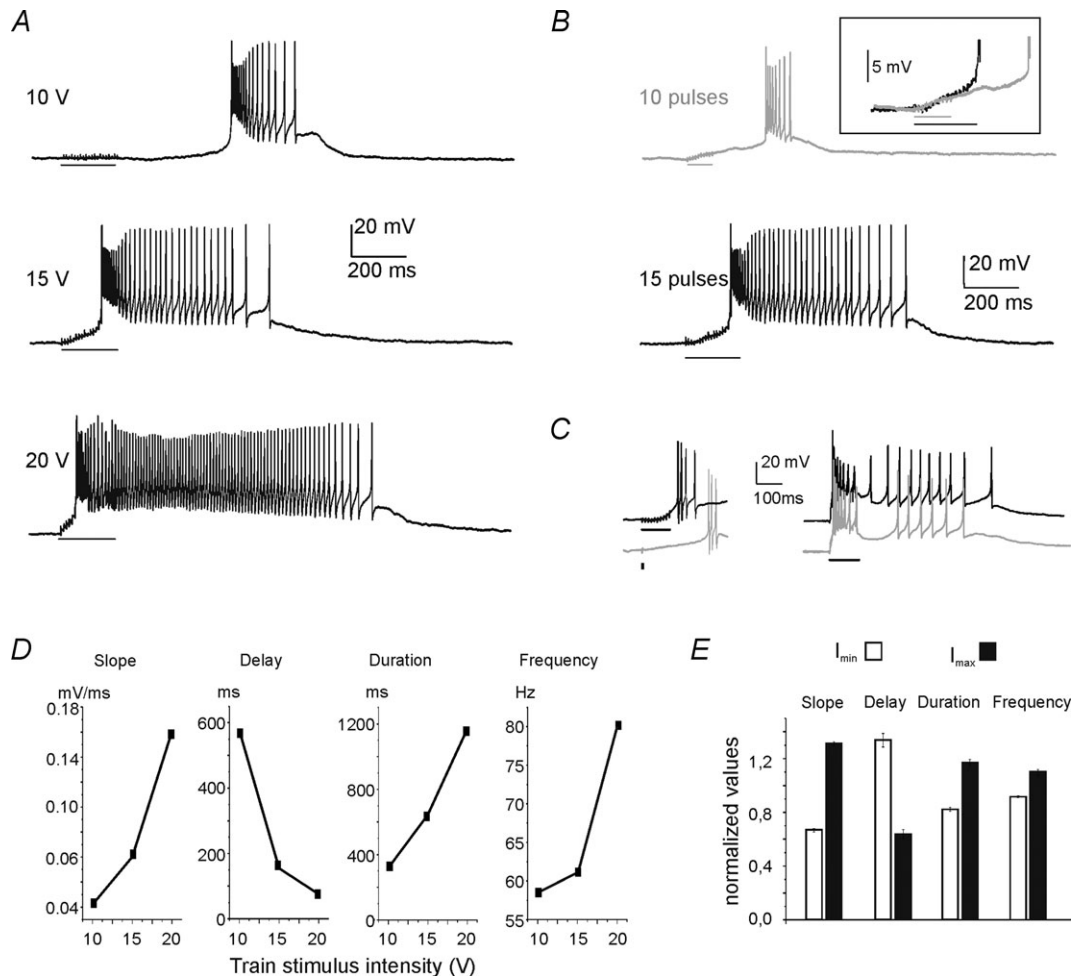 A
10 V
15 V
20 mV
200 ms
20 V
B
10 pulses
5 mV
15 pulses
20 mV
200 ms
C
20 mV
100ms
D
Slope Delay Duration Frequency
mV/ms ms ms Hz
0.18
0.16
0.10
0.06
0.04
600
400
200
0
1200
800
400
0
80
75
70
65
60
55
10 15 20 10 15 20 10 15 20 10 15 20
Train stimulus intensity (V)
E
Imin Imax
Slope Delay Duration Frequency
normalized values
1,2
0,8
0,4
0,0